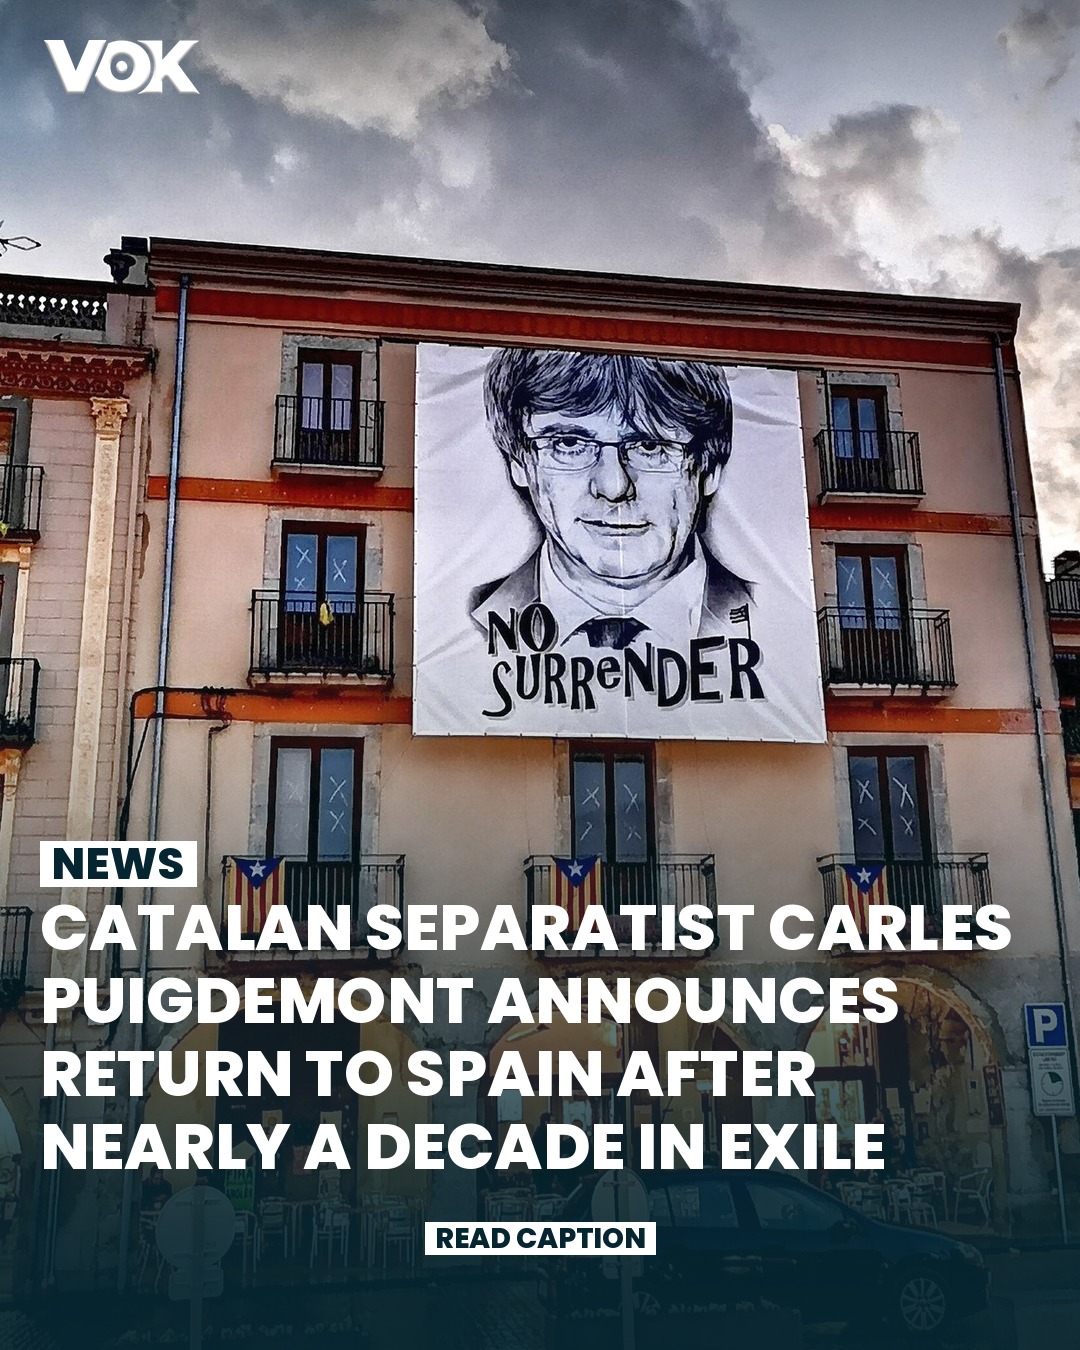 VOK
NO
SURRENDER
P
NEWS
CATALAN SEPARATIST CARLES
PUIGDEMONT ANNOUNCES
RETURN TO SPAIN AFTER
NEARLY A DECADE IN EXILE
READ CAPTION